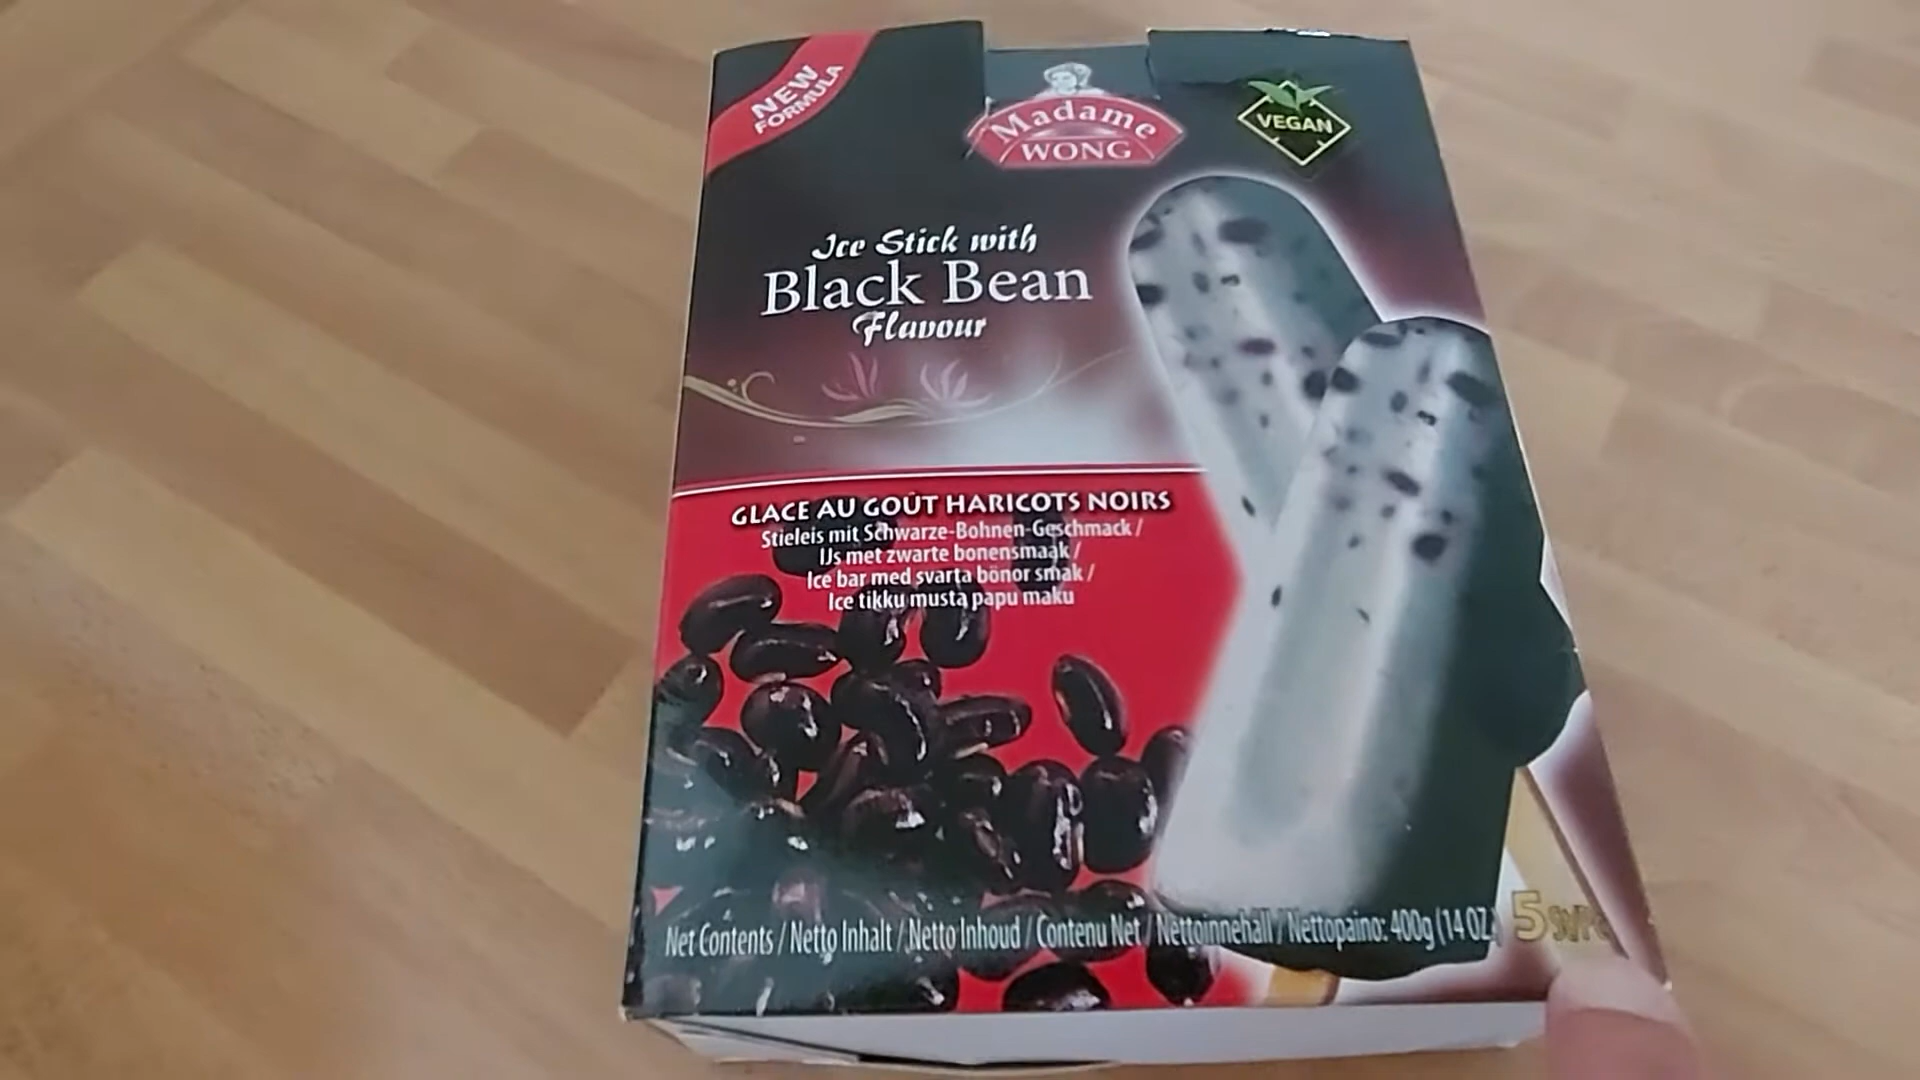 NEW
FORMULA
Madame
WONG
VEGAN
Ice Stick with
Black Bean
Flavour
GLACE AU GOÛT HARICOTS NOIRS
Stieleis mit Schwarze-Bohnen-Geschmack /
IJs met zwarte bonensmaak /
Ice bar med svarta bönor smak /
Ice tikku musta papu maku
Net Contents / Netto Inhalt / Netto Inhoud / Contenu Net / Nettoinnehåll / Nettopaino: 400g (14 OZ)
5